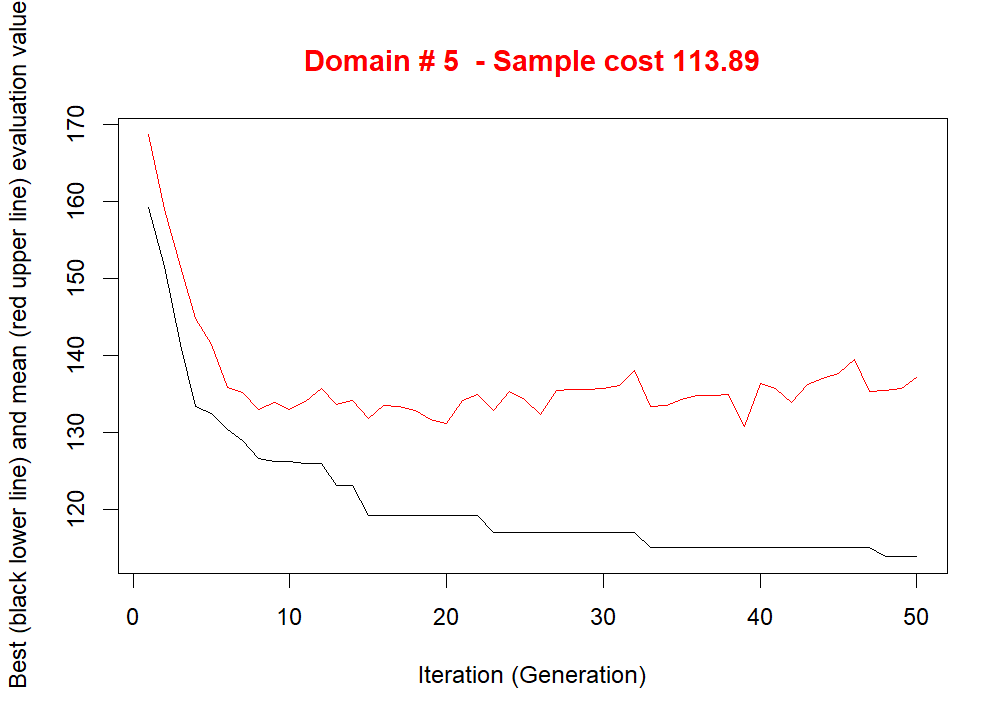 Domain # 5  - Sample cost 113.89
Best (black lower line) and mean (red upper line) evaluation value
170
160
150
140
130
120
0 10 20 30 40 50
Iteration (Generation)